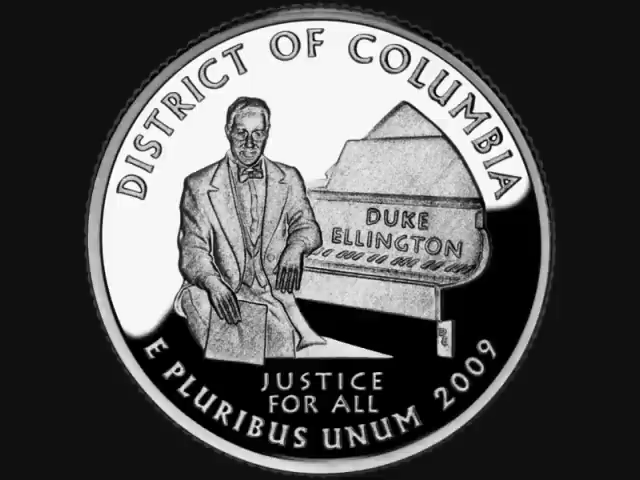 DISTRICT OF COLUMBIA
DUKE
ELLINGTON
JUSTICE
FOR ALL
E PLURIBUS UNUM 2009